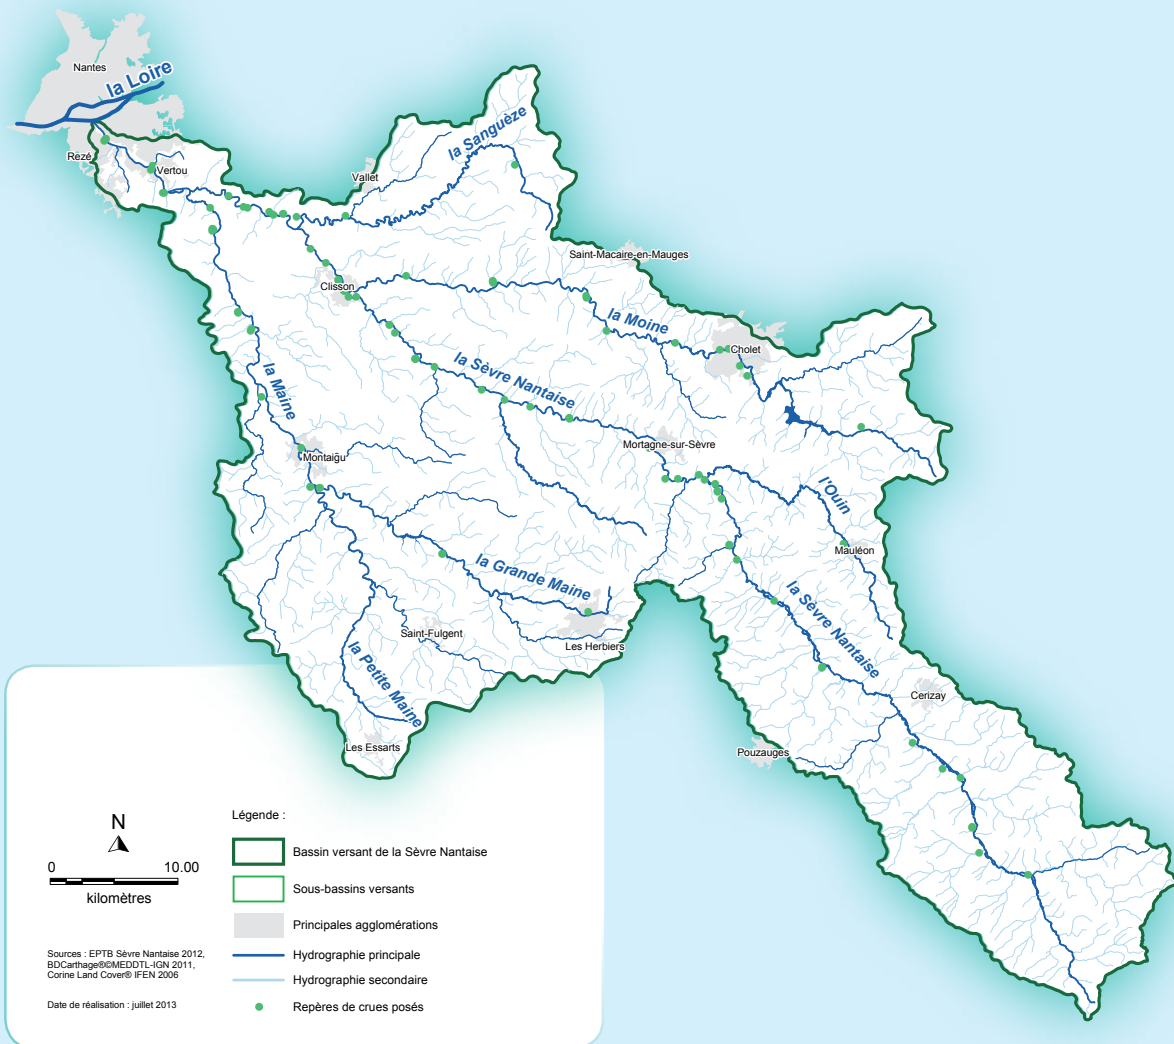 Nantes
la Loire
Rezé
Vertou
Vallet
la Sanguèze
Saint-Macaire-en-Mauges
Clisson
la Moine
Cholet
la Sèvre Nantaise
la Maine
Mortagne-sur-Sèvre
Montaigu
l'Ouin
Mauléon
la Grande Maine
la Sèvre Nantaise
Saint-Fulgent
Les Herbiers
la Petite Maine
Cerizay
Les Essarts
Pouzauges
N
0 10.00
kilomètres
Sources : EPTB Sèvre Nantaise 2012,
BDCarthage®©MEDDTL-IGN 2011,
Corine Land Cover® IFEN 2006
Date de réalisation : juillet 2013
Légende :
Bassin versant de la Sèvre Nantaise
Sous-bassins versants
Principales agglomérations
Hydrographie principale
Hydrographie secondaire
Repères de crues posés